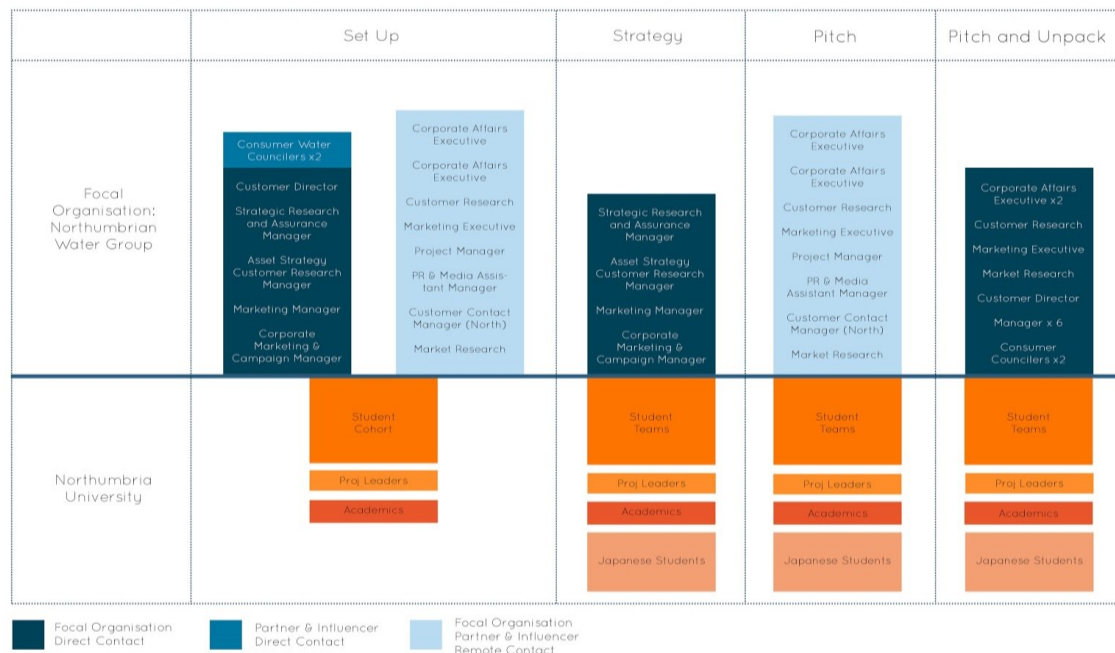 Set Up
Strategy
Pitch
Pitch and Unpack
Focal
Organisation:
Northumbrian
Water Group
Consumer Water
Councilers x2
Customer Director
Strategic Research
and Assurance
Manager
Asset Strategy
Customer Research
Manager
Marketing Manager
Corporate
Marketing &
Campaign Manager
Corporate Affairs
Executive
Corporate Affairs
Executive
Customer Research
Marketing Executive
Project Manager
PR & Media Assis-
tant Manager
Customer Contact
Manager (North)
Market Research
Strategic Research
and Assurance
Manager
Asset Strategy
Customer Research
Manager
Marketing Manager
Corporate
Marketing &
Campaign Manager
Corporate Affairs
Executive
Corporate Affairs
Executive
Customer Research
Marketing Executive
Project Manager
PR & Media
Assistant Manager
Customer Contact
Manager (North)
Market Research
Corporate Affairs
Executive x2
Customer Research
Marketing Executive
Market Research
Customer Director
Manager x 6
Consumer
Councilers x2
Northumbria
University
Student
Cohort
Proj Leaders
Academics
Student
Teams
Proj Leaders
Academics
Japanese Students
Student
Teams
Proj Leaders
Academics
Japanese Students
Student
Teams
Proj Leaders
Academics
Japanese Students
Focal Organisation
Direct Contact
Partner & Influencer
Direct Contact
Focal Organisation
Partner & Influencer
Remote Contact